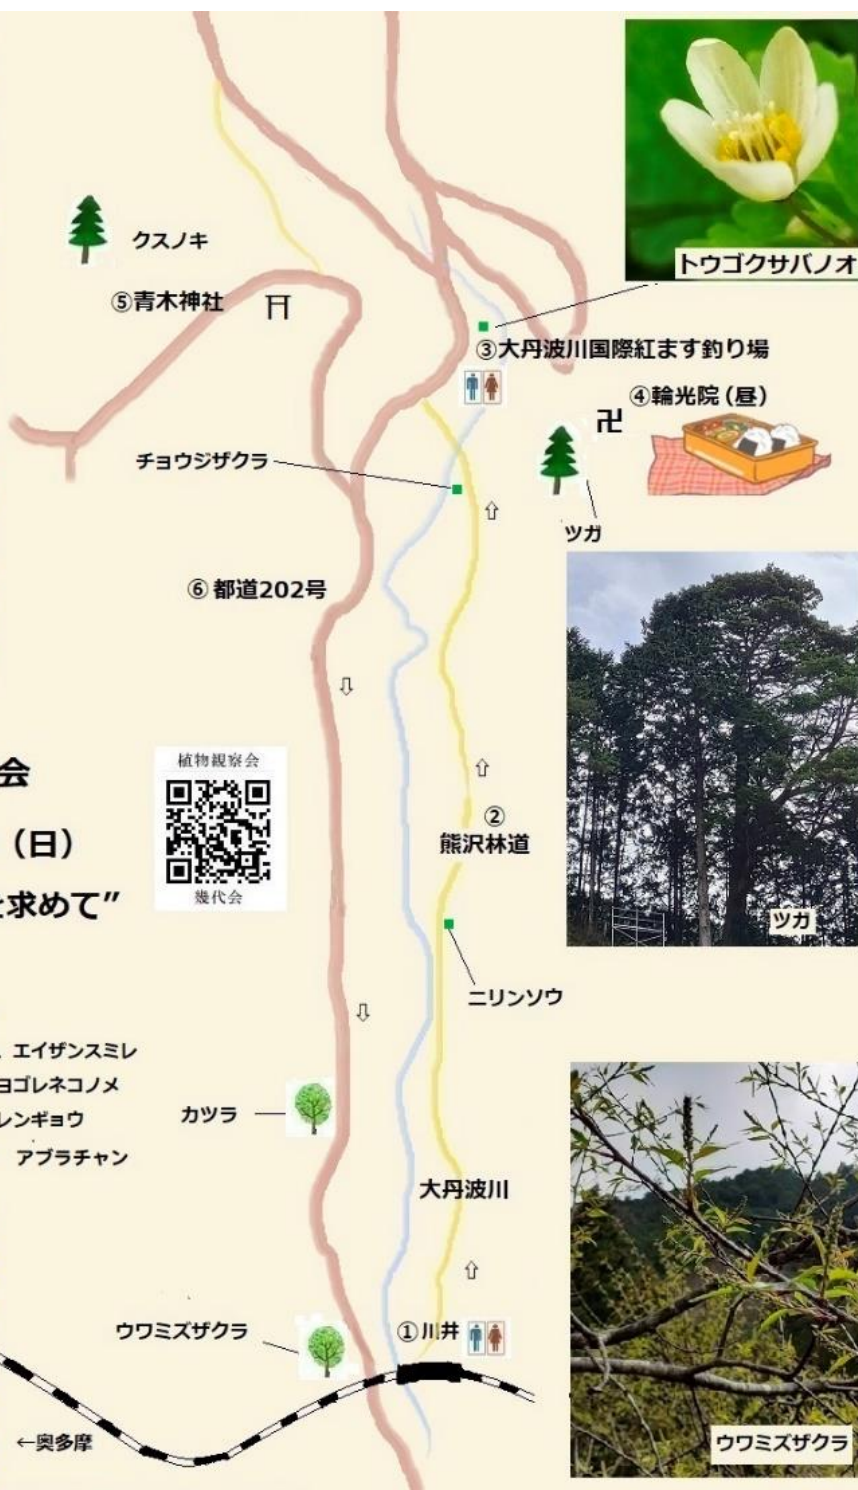 トウゴクサバノオ
クスノキ
⑤青木神社
③大丹波川国際紅ます釣り場
④輪光院(昼)
チョウジザクラ
ツガ
⑥都道202号
植物観察会
幾代会
会
(日)
を求めて”
②
熊沢林道
ツガ
ニリンソウ
、エイザンスミレ
ヨゴレネコノメ
レンギョウ
アブラチャン
カツラ
大丹波川
ウワミズザクラ
①川井
←奥多摩
ウワミズザクラ